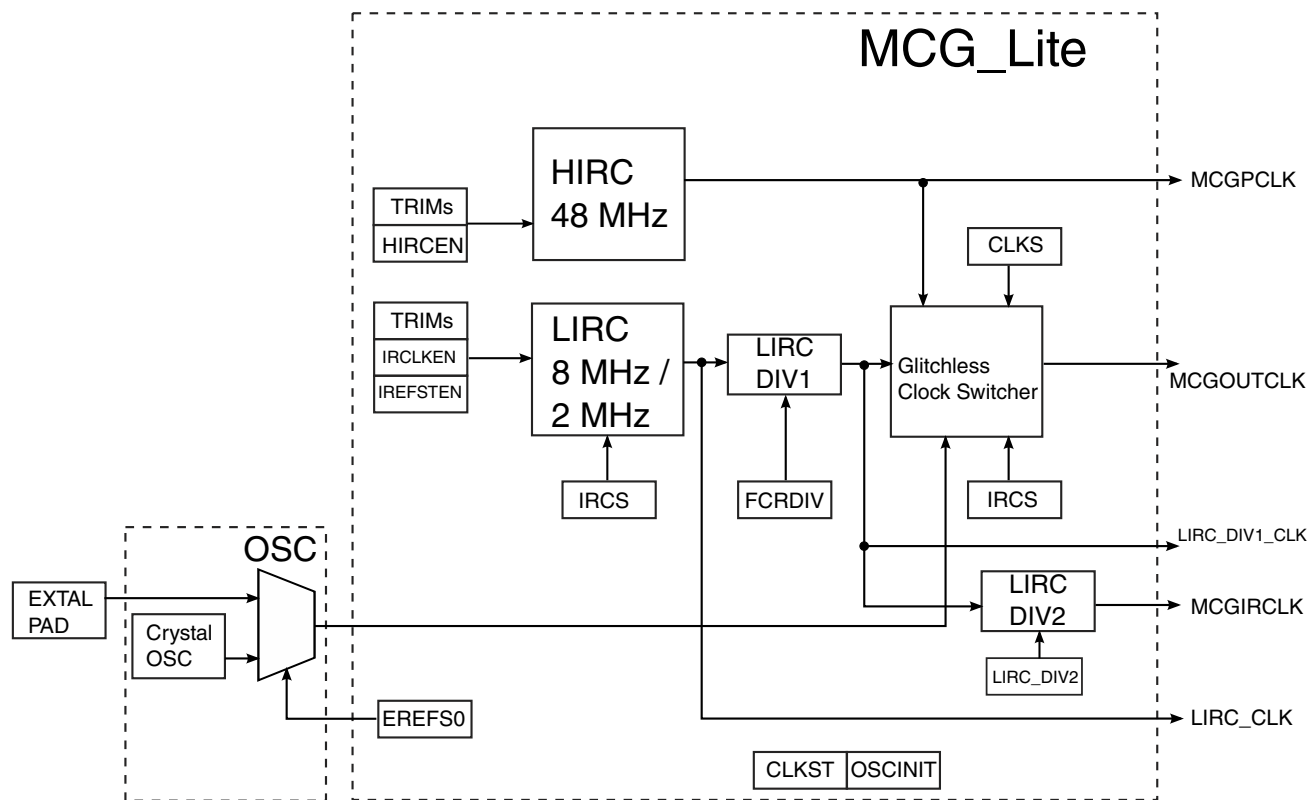 MCG_Lite
HIRC
48 MHz
MCGPCLK
TRIMs
HIRCEN
CLKS
TRIMs
IRCLKEN
IREFSTEN
LIRC
8 MHz /
2 MHz
LIRC
DIV1
Glitchless
Clock Switcher
MCGOUTCLK
IRCS
FCRDIV
IRCS
OSC
LIRC_DIV1_CLK
EXTAL
PAD
Crystal
OSC
LIRC
DIV2
MCGIRCLK
LIRC_DIV2
EREFS0
LIRC_CLK
CLKST
OSCINIT